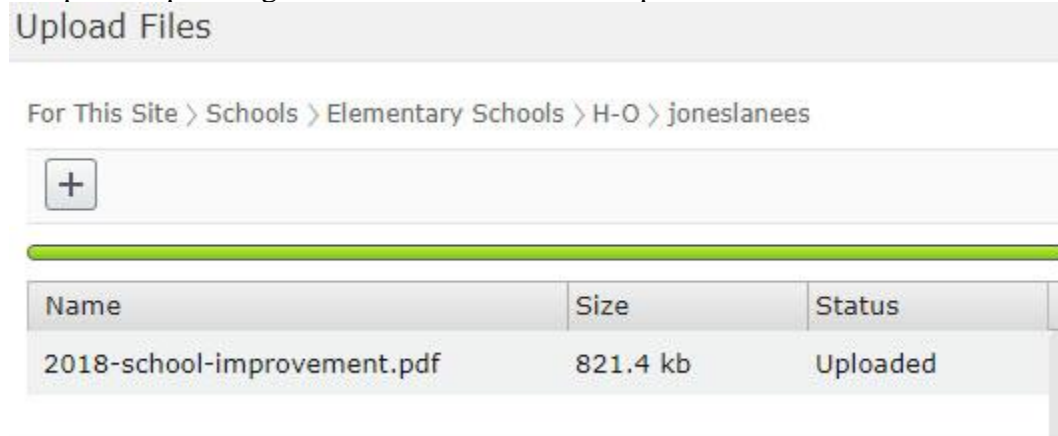 Upload Files
For This Site > Schools > Elementary Schools > H-O > joneslanees
+
Name Size Status
2018-school-improvement.pdf 821.4 kb Uploaded